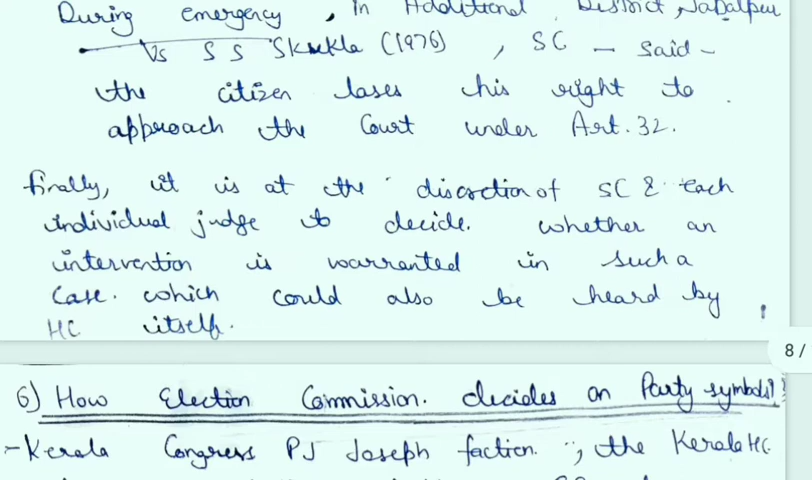 During emergency, in Additional District, Jabalpur
Vs S S Skukla (1976), SC - said -
the citizen loses his right to
approach the Court under Art. 32.
finally, it is at the discretion of SC & each
individual judge to decide. whether an
intervention is warranted in such a
Case. which could also be heard by
HC itself.
8 /
6) How Election Commission. decides on Party symbols?
- Kerala Congress PJ Joseph faction. ; the Kerala HC.